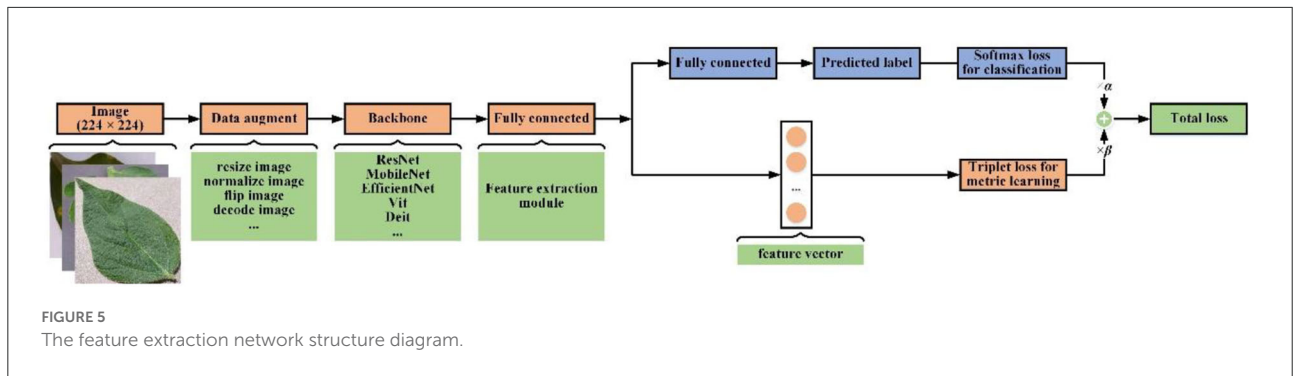 Image
(224 × 224)
Data augment
Backbone
Fully connected
Fully connected
Predicted label
Softmax loss
for classification
×α
×β
Total loss
resize image
normalize image
flip image
decode image
...
ResNet
MobileNet
EfficientNet
Vit
Deit
...
Feature extraction
module
...
feature vector
Triplet loss for
metric learning
FIGURE 5
The feature extraction network structure diagram.